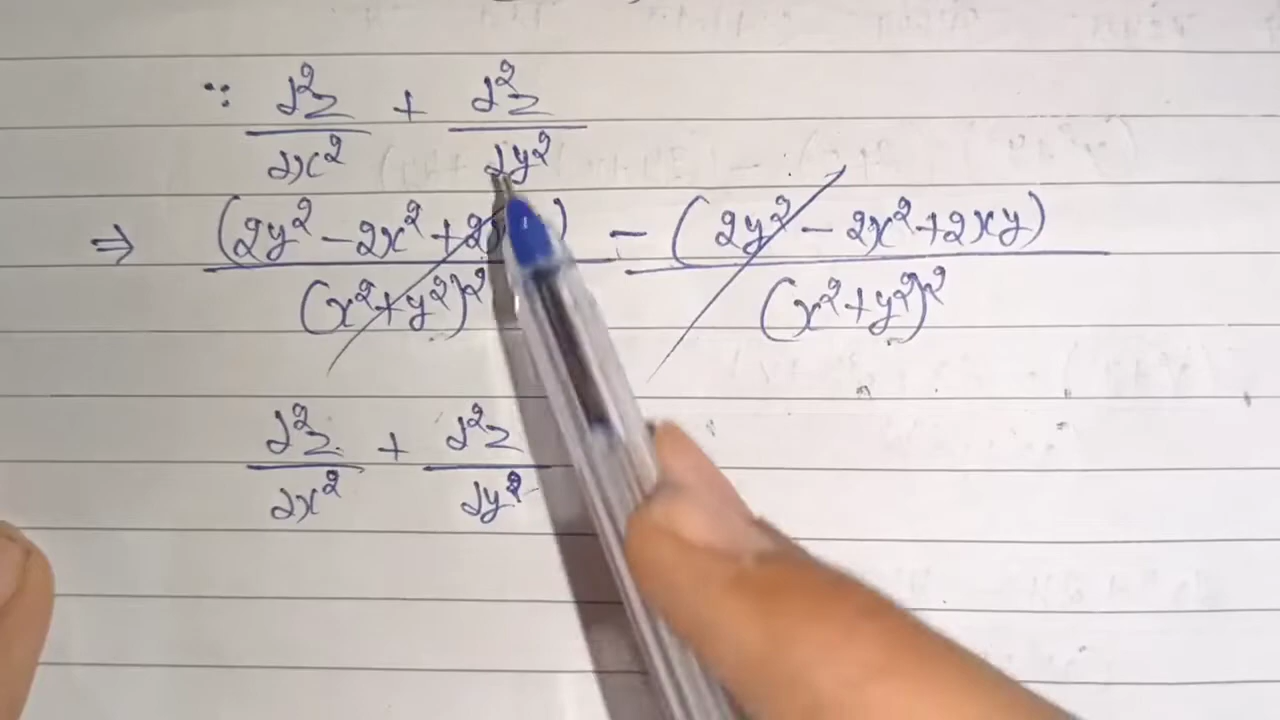 ∵ ∂²z/∂x² + ∂²z/∂y²
⇒ (2y² - 2x² + 2 )/(x² + y²)² - (2y² - 2x² + 2xy)/(x² + y²)²
∂²z/∂x² + ∂²z/∂y²